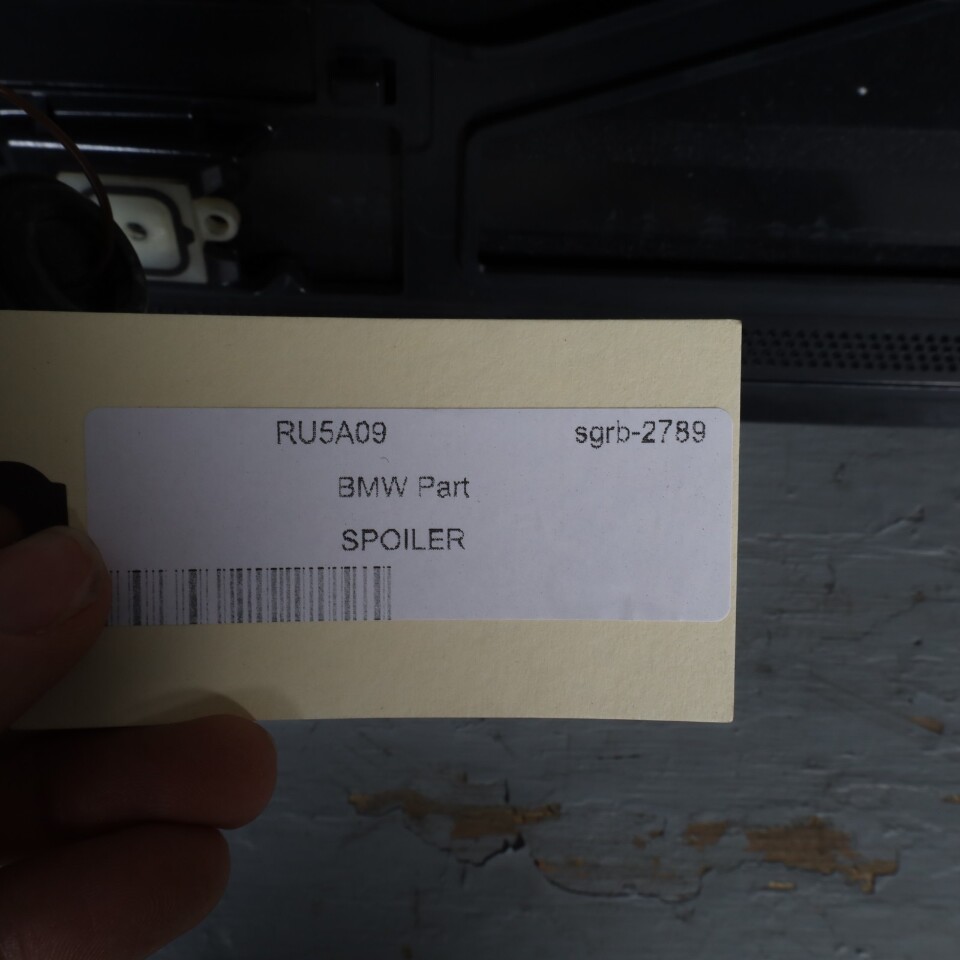 RU5A09 sgrb-2789
BMW Part
SPOILER